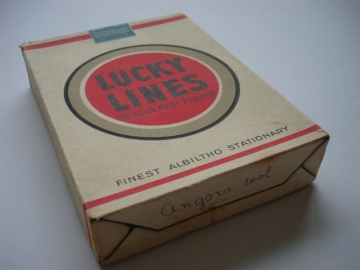 LUCKY
LINES
FINEST ALBILTHO STATIONARY
Angora wol